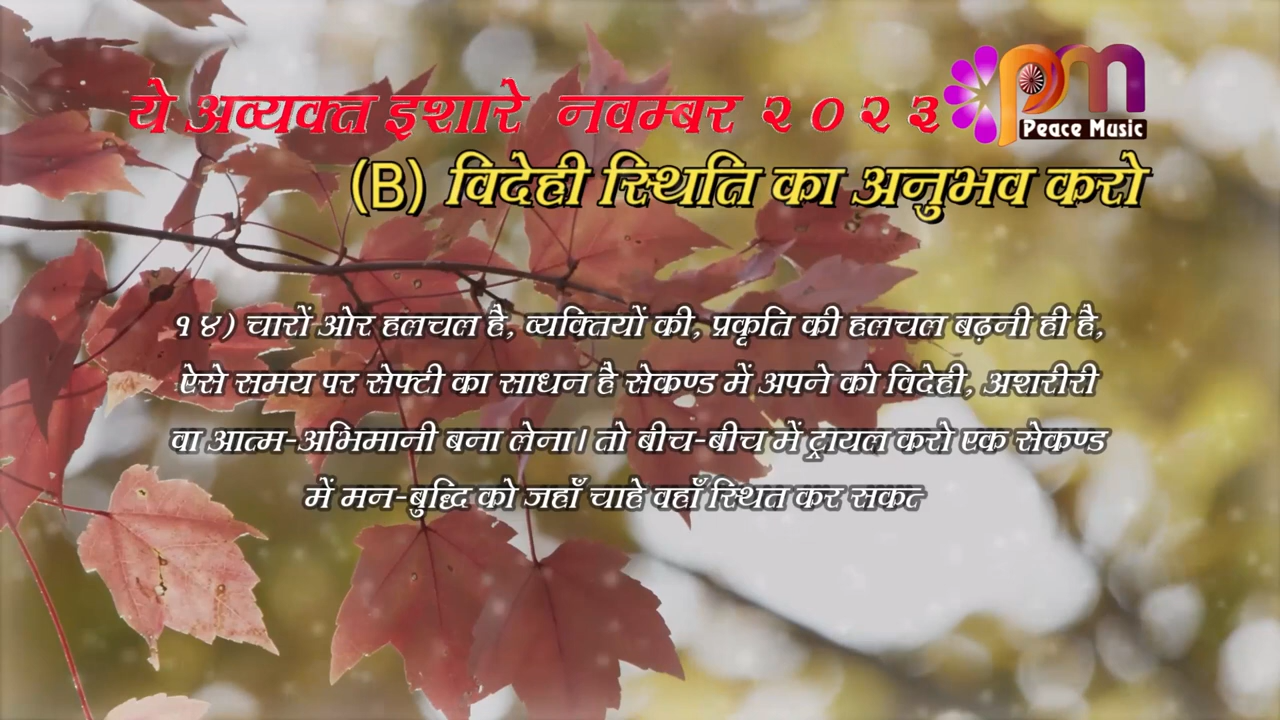 ये अव्यक्त इशारे नवम्बर २०२३
pm
Peace Music
(B) विदेही स्थिति का अनुभव करो
१४) चारों ओर हलचल है, व्यक्तियों की, प्रकृति की हलचल बढ़नी ही है,
ऐसे समय पर सेफ्टी का साधन है सेकण्ड में अपने को विदेही, अशरीरी
वा आत्म-अभिमानी बना लेना। तो बीच-बीच में ट्रायल करो एक सेकण्ड
में मन-बुद्धि को जहाँ चाहे वहाँ स्थित कर सकत